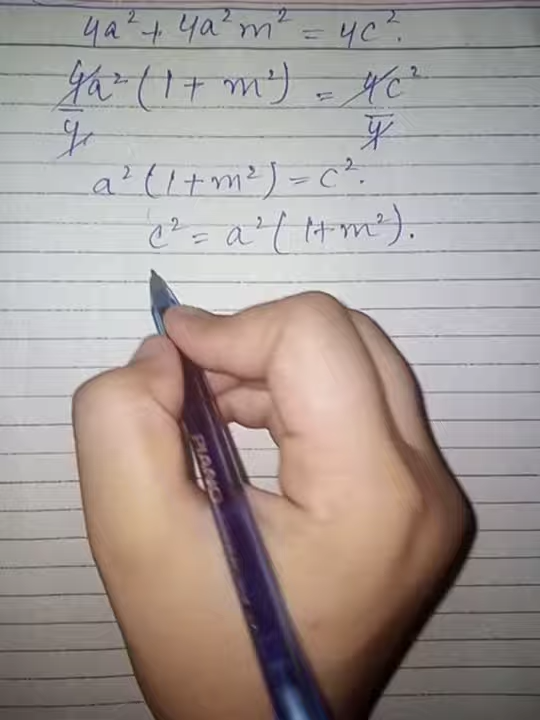 4a² + 4a²m² = 4c².
4a²(1 + m²) = 4c²
4 4
a²(1+m²) = c².
c² = a²(1+m²).
PIANO